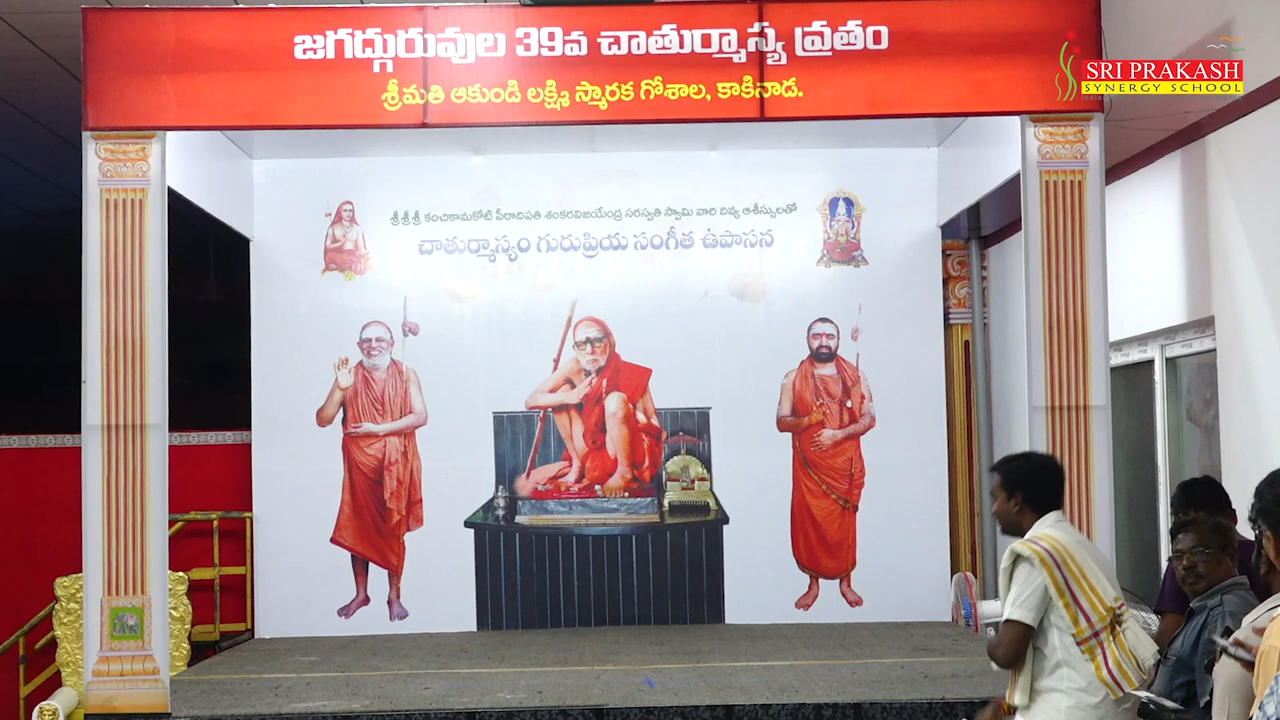 జగద్గురువుల 39వ చాతుర్మాస్య వ్రతం
శ్రీమతి ఆకుండి లక్ష్మి స్మారక గోశాల, కాకినాడ.
SRI PRAKASH
SYNERGY SCHOOL
శ్రీ శ్రీ శ్రీ కంచికామకోటి పీఠాదిపతి శంకరవిజయేంద్ర సరస్వతి స్వామి వారి దివ్య ఆశీస్సులతో
చాతుర్మాస్యం గురుప్రియ సంగీత ఉపాసన